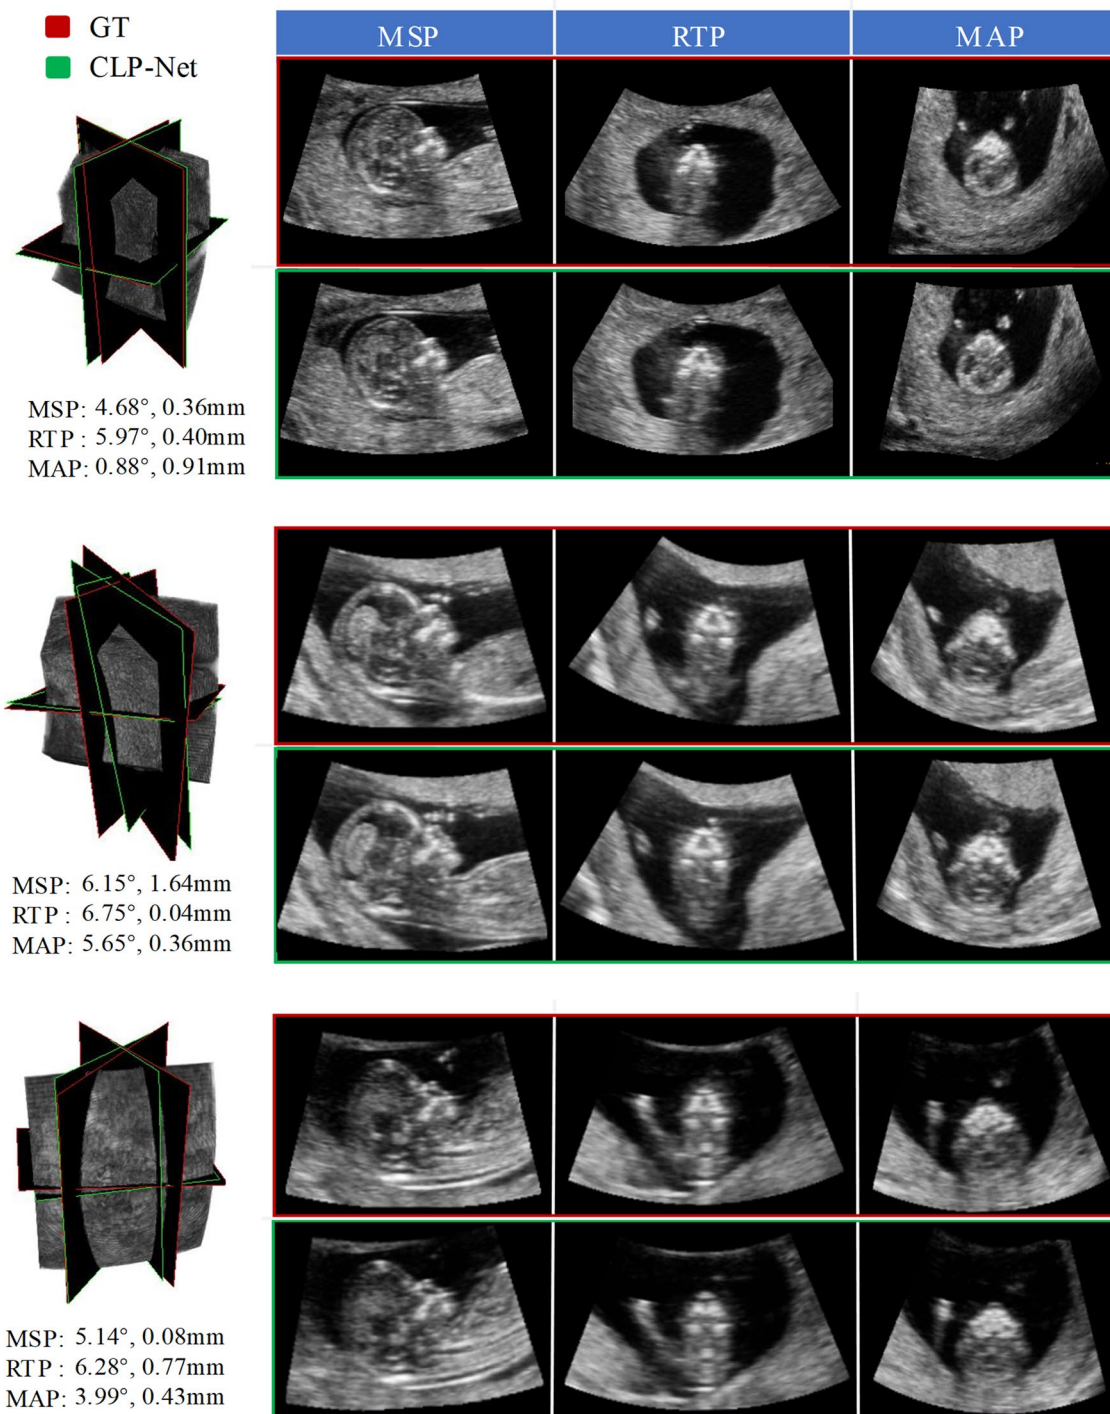 GT
CLP-Net
MSP
RTP
MAP
MSP: 4.68°, 0.36mm
RTP: 5.97°, 0.40mm
MAP: 0.88°, 0.91mm
MSP: 6.15°, 1.64mm
RTP : 6.75°, 0.04mm
MAP: 5.65°, 0.36mm
MSP: 5.14°, 0.08mm
RTP : 6.28°, 0.77mm
MAP: 3.99°, 0.43mm